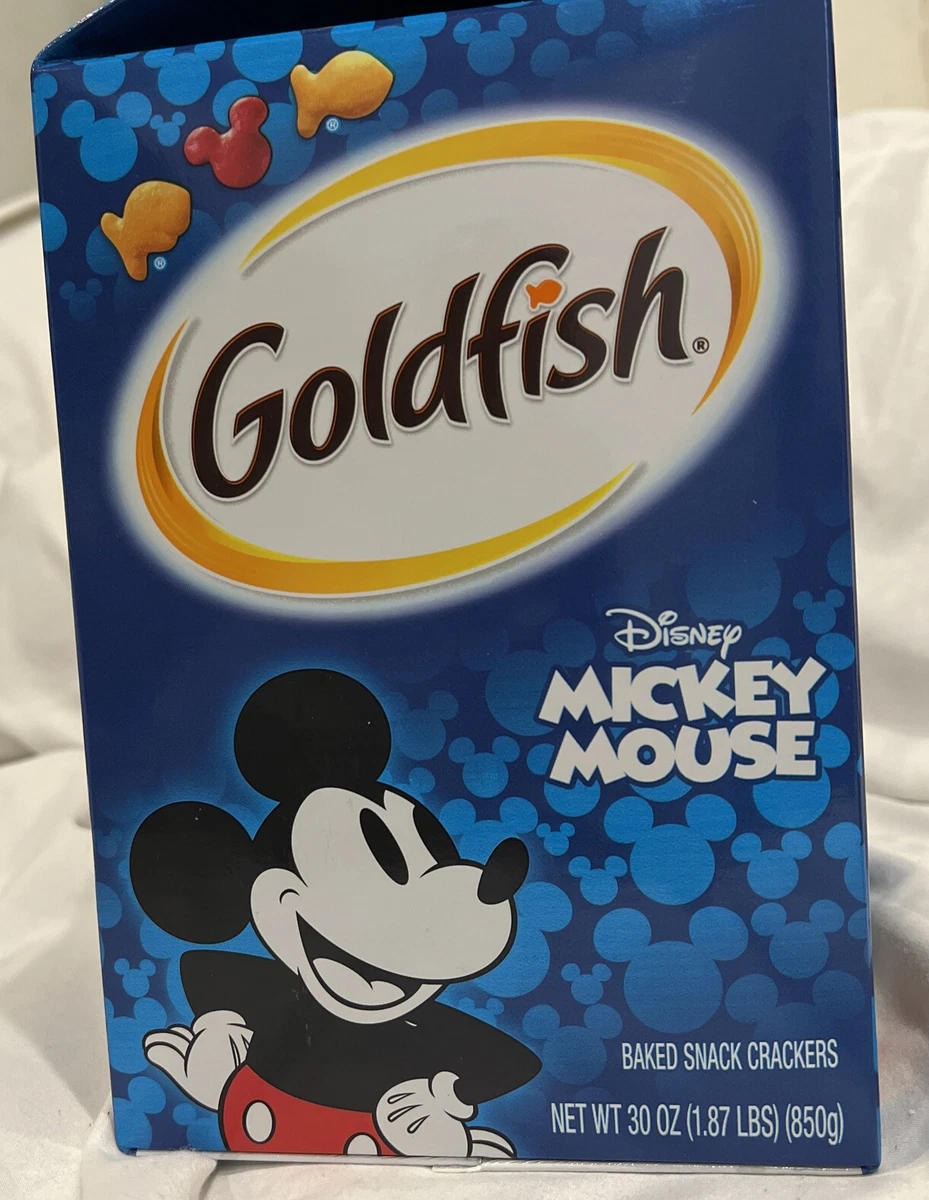 ®
®
Goldfish®
Disney
MICKEY
MOUSE
BAKED SNACK CRACKERS
NET WT 30 OZ (1.87 LBS) (850g)